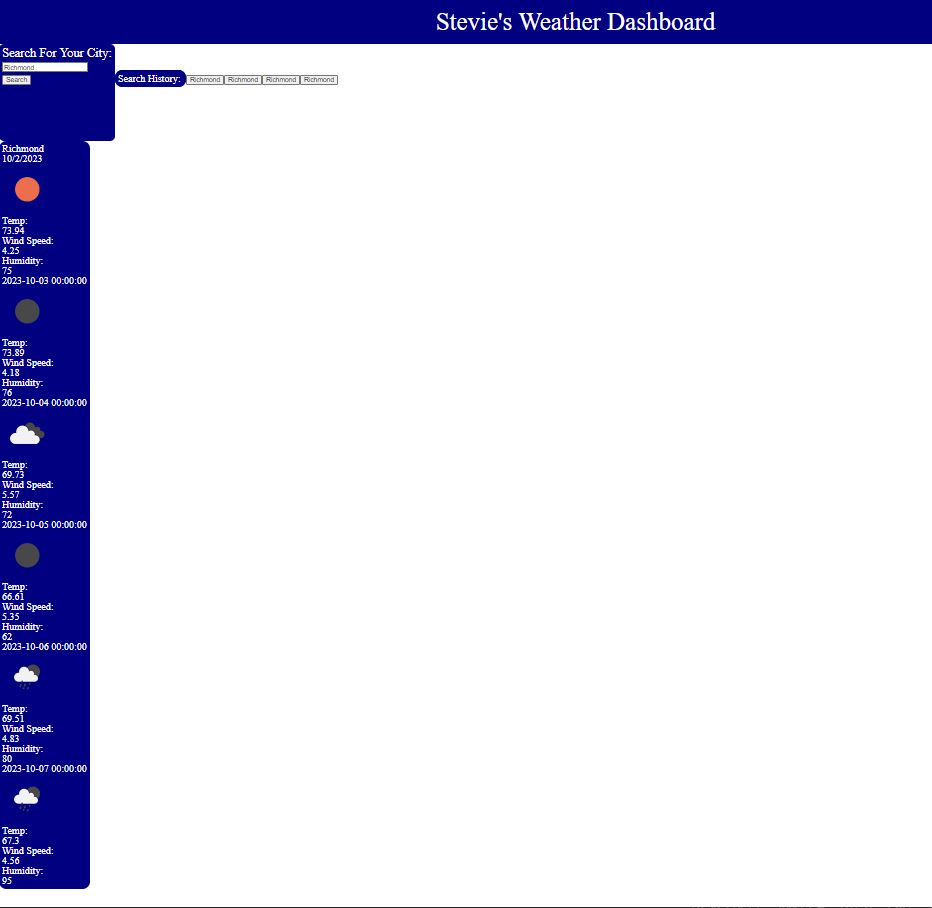 Stevie's Weather Dashboard
Search For Your City:
Richmond
Search
Search History: Richmond Richmond Richmond Richmond
Richmond
10/2/2023
Temp:
73.94
Wind Speed:
4.25
Humidity:
75
2023-10-03 00:00:00
Temp:
73.89
Wind Speed:
4.18
Humidity:
76
2023-10-04 00:00:00
Temp:
69.73
Wind Speed:
5.57
Humidity:
72
2023-10-05 00:00:00
Temp:
66.61
Wind Speed:
5.35
Humidity:
62
2023-10-06 00:00:00
Temp:
69.51
Wind Speed:
4.83
Humidity:
80
2023-10-07 00:00:00
Temp:
67.3
Wind Speed:
4.56
Humidity:
95